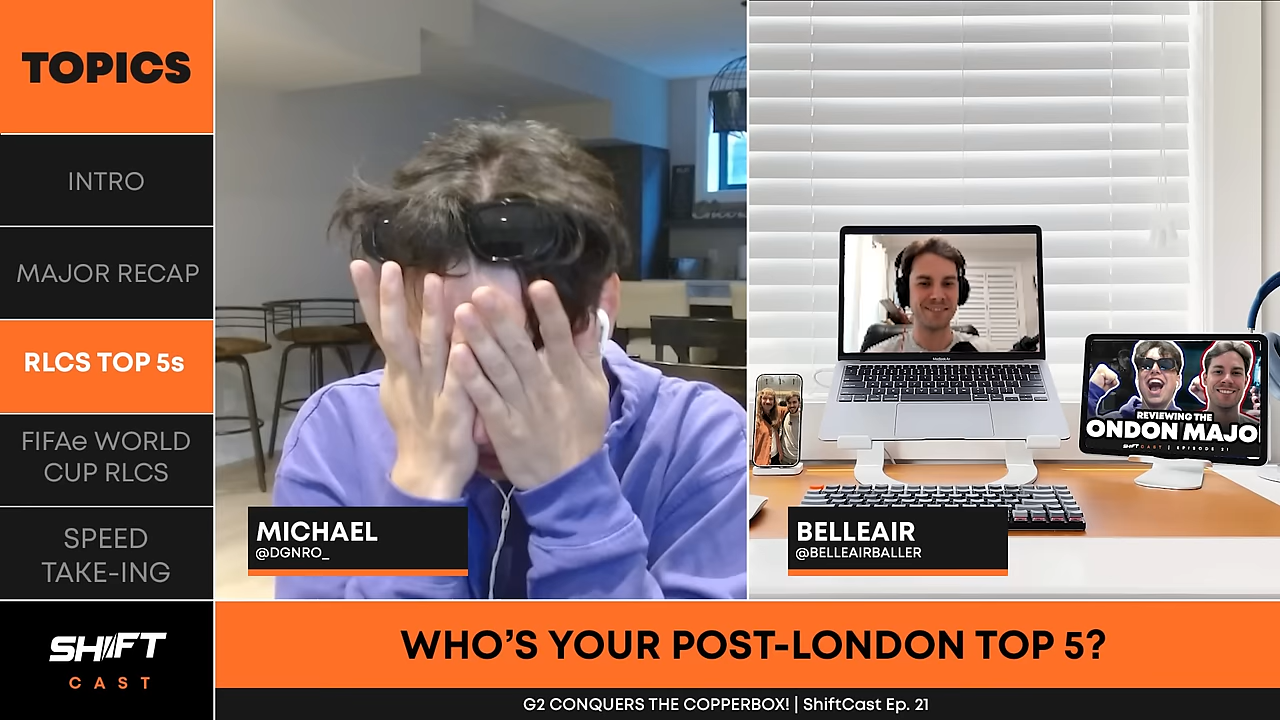 TOPICS
INTRO
MAJOR RECAP
RLCS TOP 5s
FIFAe WORLD
CUP RLCS
SPEED
TAKE-ING
SHIFT
CAST
MICHAEL
@DGNRO_
BELLEAIR
@BELLEAIRBALLER
REVIEWING THE
ONDON MAJO
SHIFT CAST | EPISODE 21
WHO'S YOUR POST-LONDON TOP 5?
G2 CONQUERS THE COPPERBOX! | ShiftCast Ep. 21